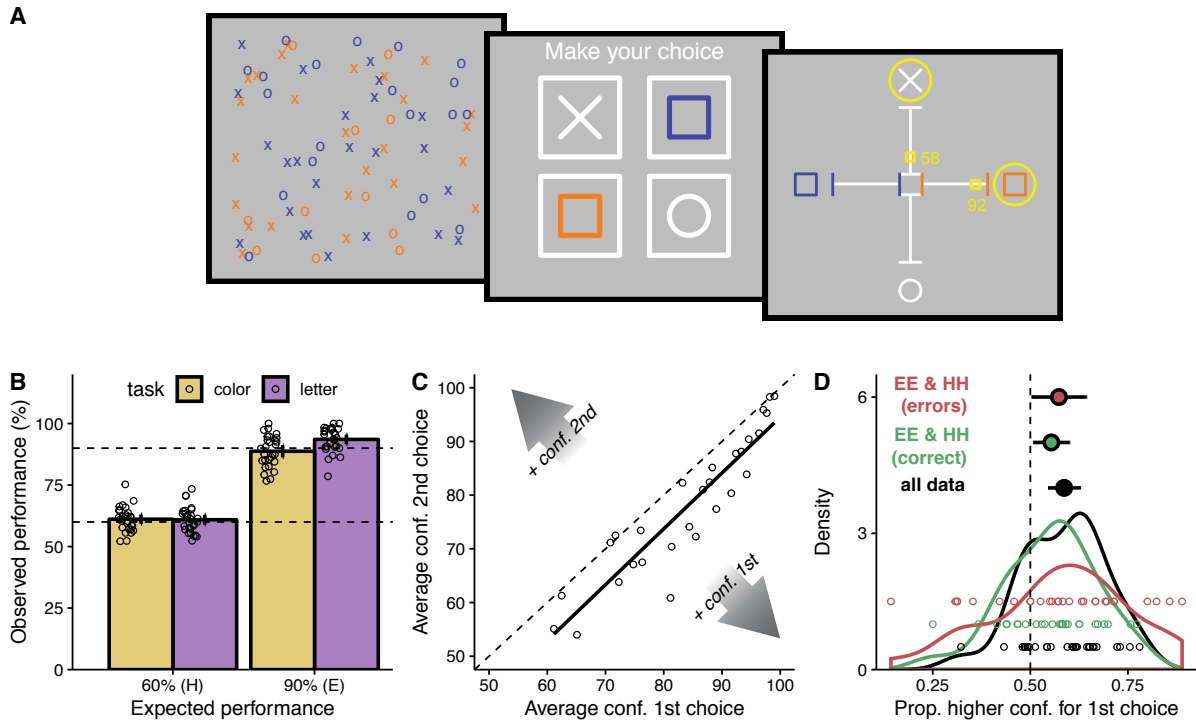 A
Make your choice
58
92
B
task
color
letter
Observed performance (%)
100
75
50
25
0
60% (H)
90% (E)
Expected performance
C
Average conf. 2nd choice
100
90
80
70
60
50
+ conf. 2nd
+ conf. 1st
50
60
70
80
90
100
Average conf. 1st choice
D
EE & HH
(errors)
EE & HH
(correct)
all data
Density
6
3
0
0.25
0.50
0.75
Prop. higher conf. for 1st choice